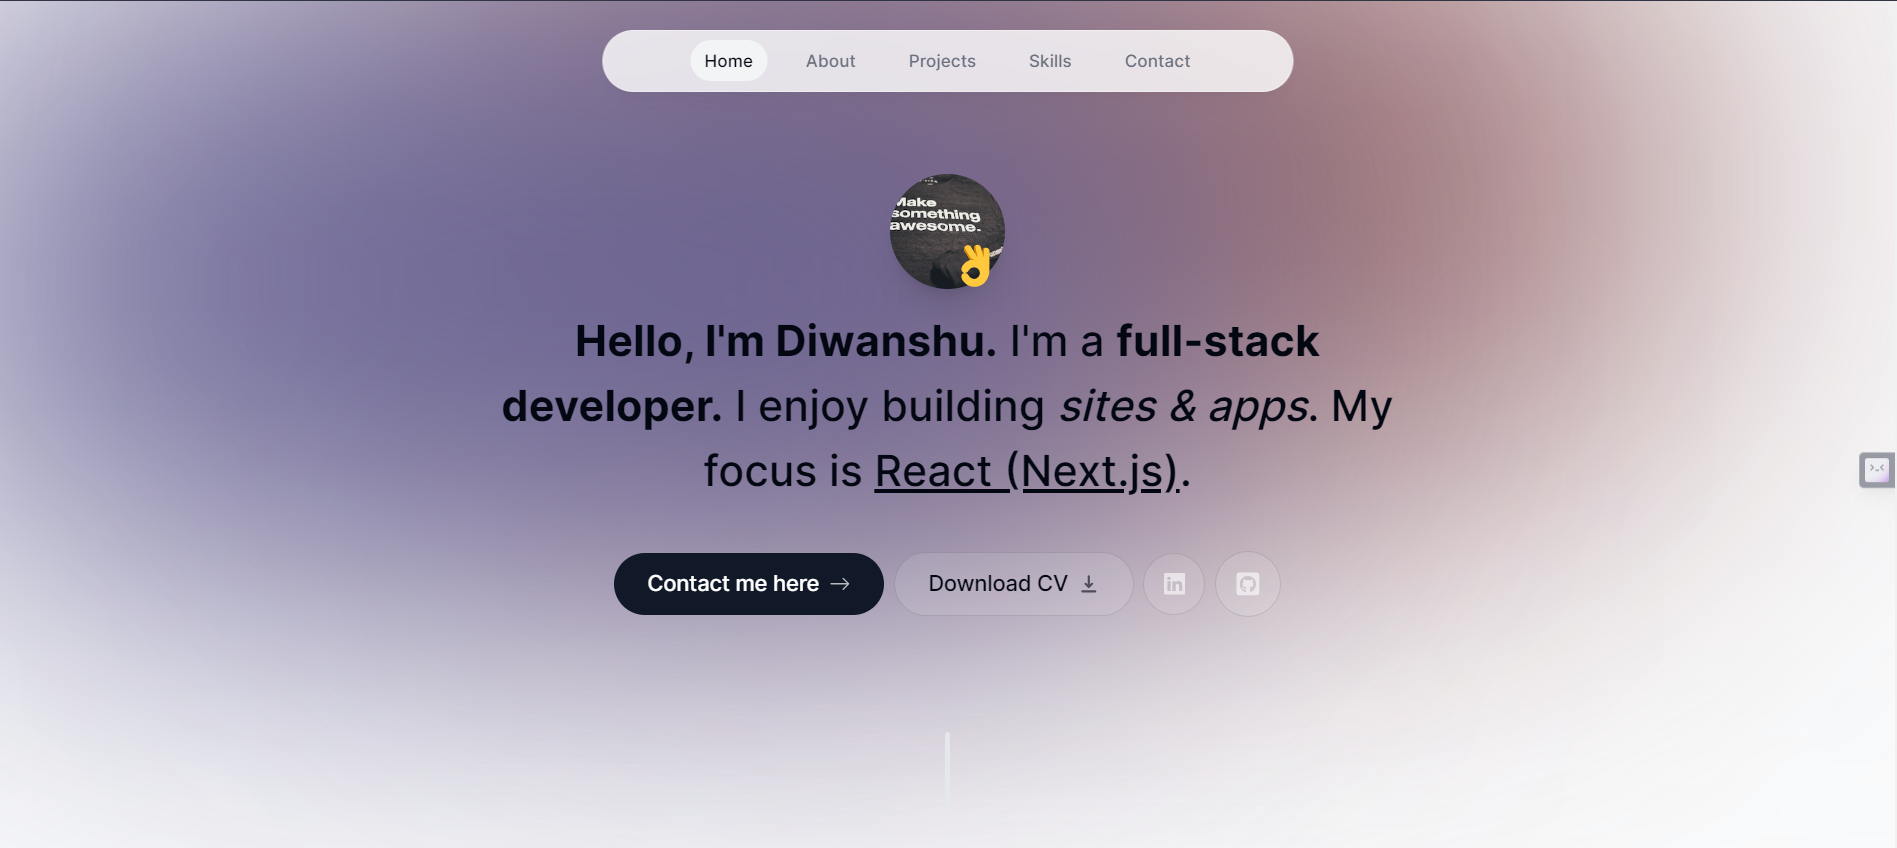 Home About Projects Skills Contact
Make
something
awesome.
Hello, I'm Diwanshu. I'm a full-stack
developer. I enjoy building sites & apps. My
focus is React (Next.js).
Contact me here → Download CV in